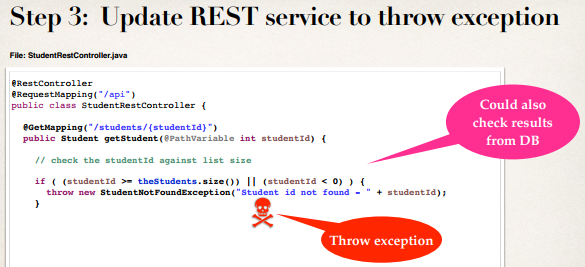 Step 3: Update REST service to throw exception
File: StudentRestController.java
@RestController
@RequestMapping("/api")
public class StudentRestController {
@GetMapping("/students/{studentId}")
public Student getStudent(@PathVariable int studentId) {
// check the studentId against list size
if ( (studentId >= theStudents.size()) || (studentId < 0) ) {
throw new StudentNotFoundException("Student id not found - " + studentId);
}
Could also
check results
from DB
Throw exception